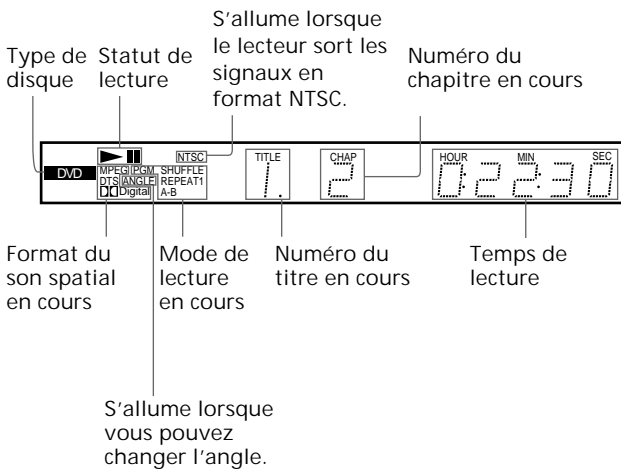 S'allume lorsque
le lecteur sort les
signaux en
format NTSC.
Type de
disque
Statut de
lecture
Numéro du
chapitre en cours
DVD
NTSC
MPEG PGM SHUFFLE
DTS ANGLE REPEAT1
Digital A-B
TITLE
1.
CHAP
2
HOUR MIN SEC
0:22:30
Format du
son spatial
en cours
Mode de
lecture
en cours
Numéro du
titre en cours
Temps de
lecture
S'allume lorsque
vous pouvez
changer l'angle.